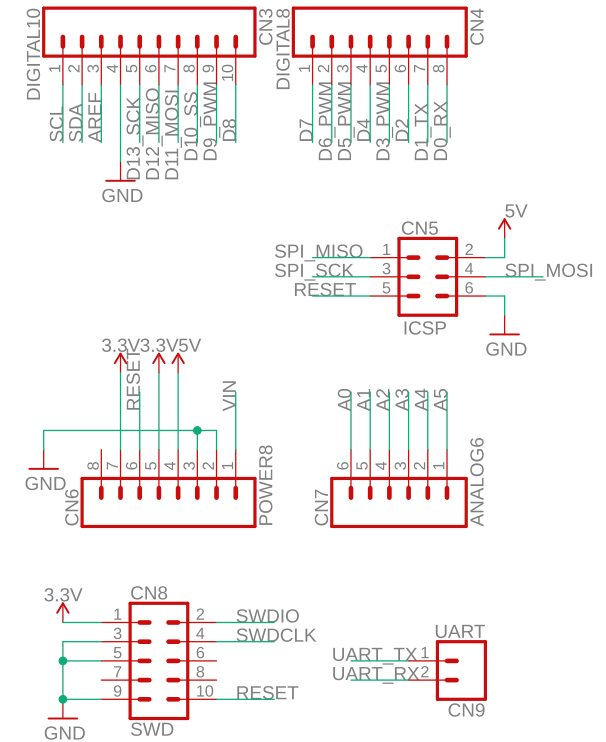 DIGITAL10
CN3
1 2 3 4 5 6 7 8 9 10
SCL
SDA
AREF
D13_SCK
D12_MISO
D11_MOSI
D10_SS
D9_PWM
D8
GND
DIGITAL8
CN4
1 2 3 4 5 6 7 8
D7
D6_PWM
D5_PWM
D4
D3_PWM
D2
D1_TX
D0_RX
5V
CN5
SPI_MISO 1 2
SPI_SCK 3 4 SPI_MOSI
RESET 5 6
ICSP
GND
3.3V 3.3V 5V
RESET
VIN
GND
8 7 6 5 4 3 2 1
CN6
POWER8
A0 A1 A2 A3 A4 A5
6 5 4 3 2 1
CN7
ANALOG6
3.3V
CN8
1 2 SWDIO
3 4 SWDCLK
5 6
7 8
9 10 RESET
GND
SWD
UART
UART_TX 1
UART_RX 2
CN9